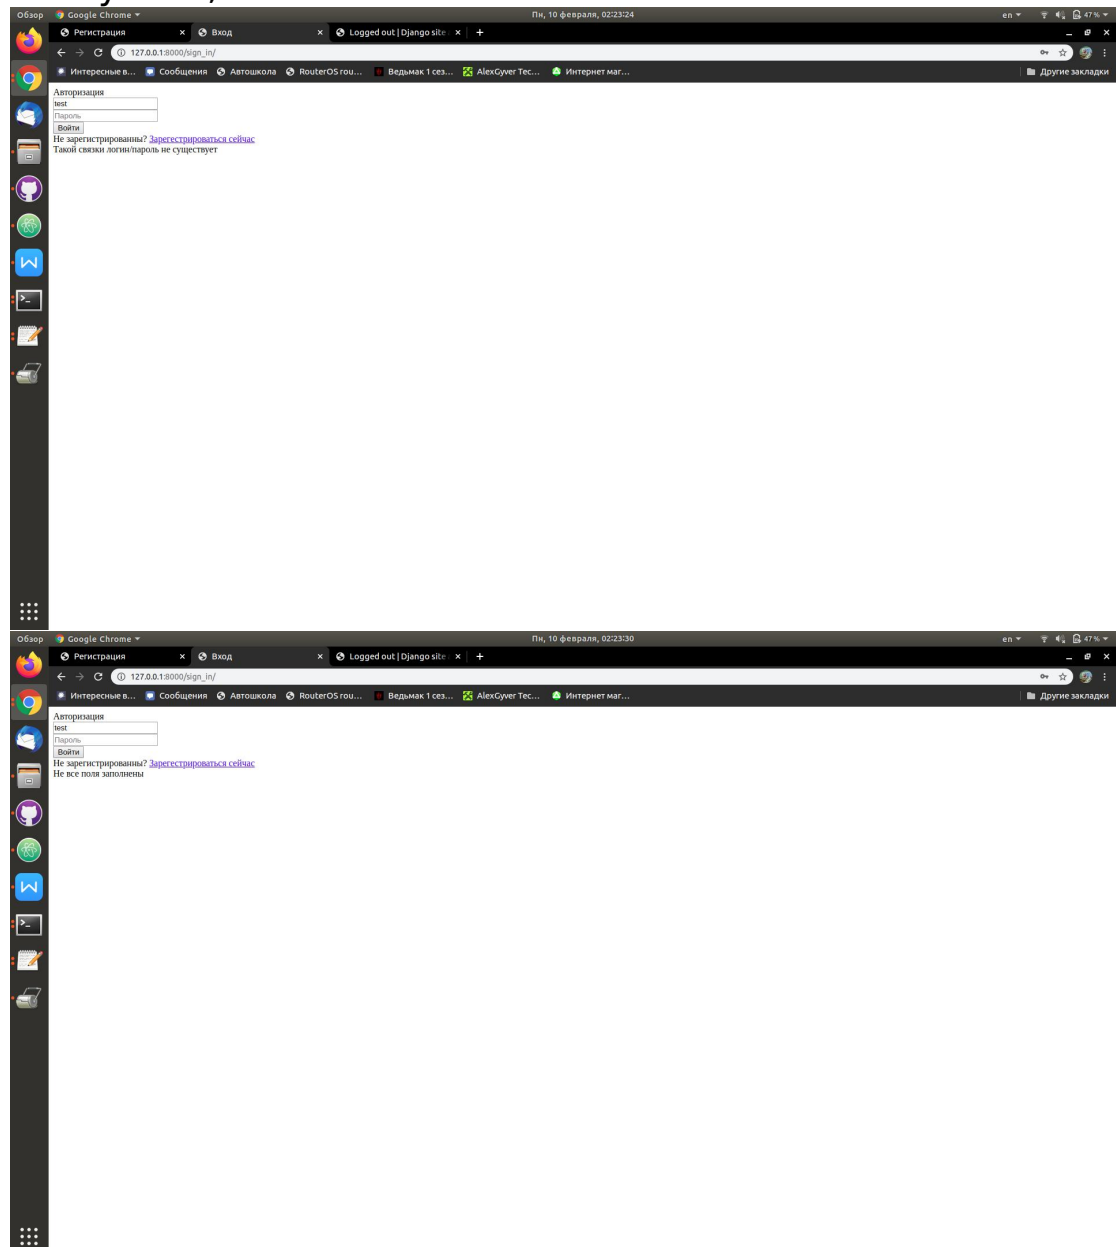 Обзор Google Chrome Пн, 10 февраля, 02:23:24 en 47 %
Регистрация Вход Logged out | Django site
127.0.0.1:8000/sign_in/
Интересные в... Сообщения Автошкола RouterOS rou... Ведьмак 1 сез... AlexGyver Tec... Интернет маг... Другие закладки
Авторизация
test
Пароль
Войти
Не зарегистрированны? Зарегестрироваться сейчас
Такой связки логин/пароль не существует
Обзор Google Chrome Пн, 10 февраля, 02:23:30 en 47 %
Регистрация Вход Logged out | Django site
127.0.0.1:8000/sign_in/
Интересные в... Сообщения Автошкола RouterOS rou... Ведьмак 1 сез... AlexGyver Tec... Интернет маг... Другие закладки
Авторизация
test
Пароль
Войти
Не зарегистрированны? Зарегестрироваться сейчас
Не все поля заполнены